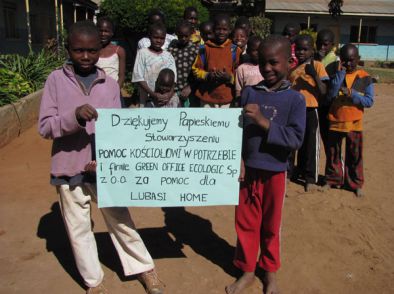 Dziękujemy Papieskiemu
Stowarzyszeniu
POMOC KOŚCIOŁOWI W POTRZEBIE
i firmie GREEN OFFICE ECOLOGIC Sp
z o.o. za pomoc dla
LUBASI HOME